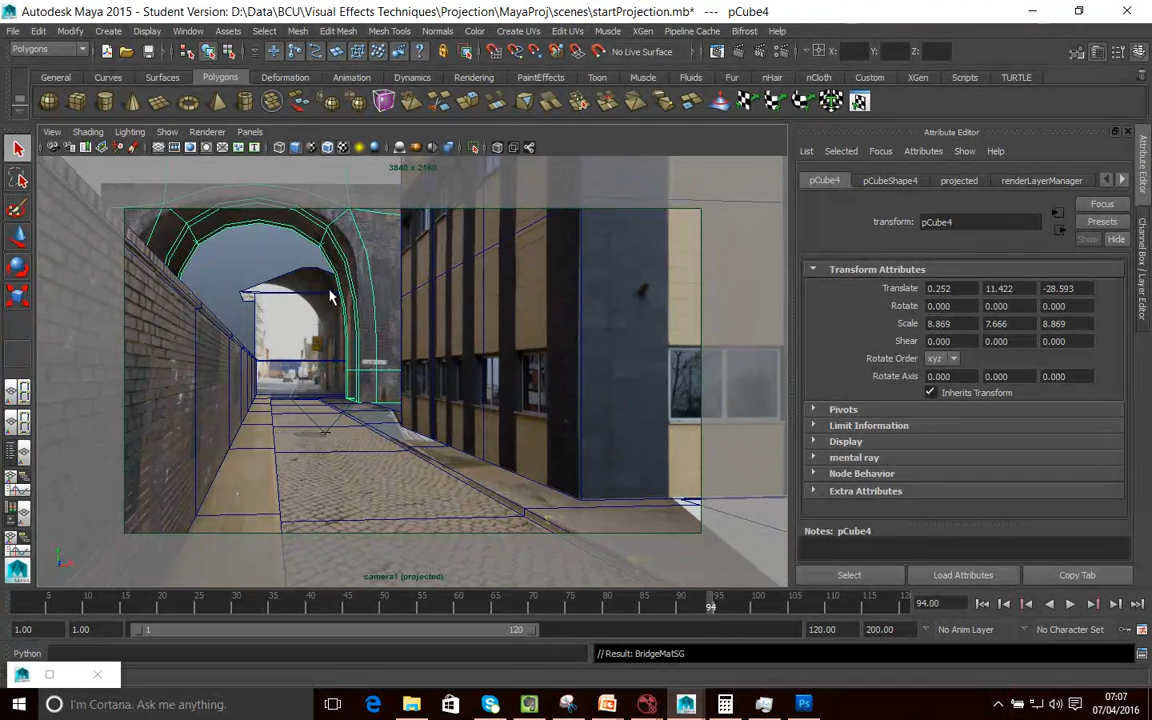 Autodesk Maya 2015 - Student Version: D:\Data\BCU\Visual Effects Techniques\Projection\MayaProj\scenes\startProjection.mb* --- pCube4
File Edit Modify Create Display Window Assets Select Mesh Edit Mesh Mesh Tools Normals Color Create UVs Edit UVs Muscle XGen Pipeline Cache Bifrost Help
Polygons No Live Surface X: Y: Z:
General Curves Surfaces Polygons Deformation Animation Dynamics Rendering PaintEffects Toon Muscle Fluids Fur nHair nCloth Custom XGen Scripts TURTLE
View Shading Lighting Show Renderer Panels
3840 x 2160
camera1 (projected)
Attribute Editor
List Selected Focus Attributes Show Help
pCube4 pCubeShape4 projected renderLayerManager
Focus
transform: pCube4 Presets
Show Hide
Transform Attributes
Translate 0.252 11.422 -28.593
Rotate 0.000 0.000 0.000
Scale 8.869 7.666 8.869
Shear 0.000 0.000 0.000
Rotate Order xyz
Rotate Axis 0.000 0.000 0.000
Inherits Transform
Pivots
Limit Information
Display
mental ray
Node Behavior
Extra Attributes
Notes: pCube4
Select Load Attributes Copy Tab
Attribute Editor
Channel Box / Layer Editor
5 10 15 20 25 30 35 40 45 50 55 60 65 70 75 80 85 90 95 100 105 110 115 120
94
94.00
1.00 1.00 1 120 120.00 200.00 No Anim Layer No Character Set
Python // Result: BridgeMatSG
I'm Cortana. Ask me anything.
07:07
07/04/2016